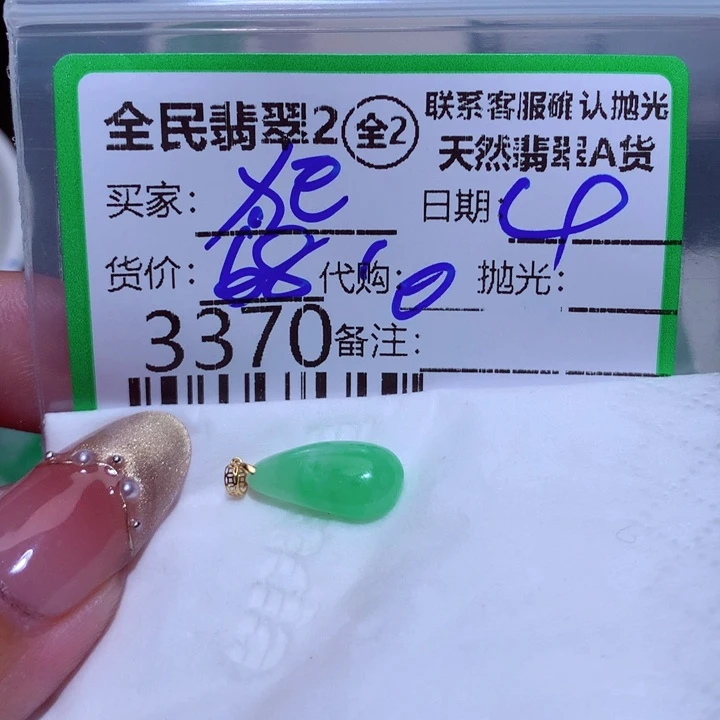 全民翡翠2 全2
联系客服确认抛光
天然翡翠A货
买家: 日期:
货价: 68 代购: 抛光:
3370 备注: